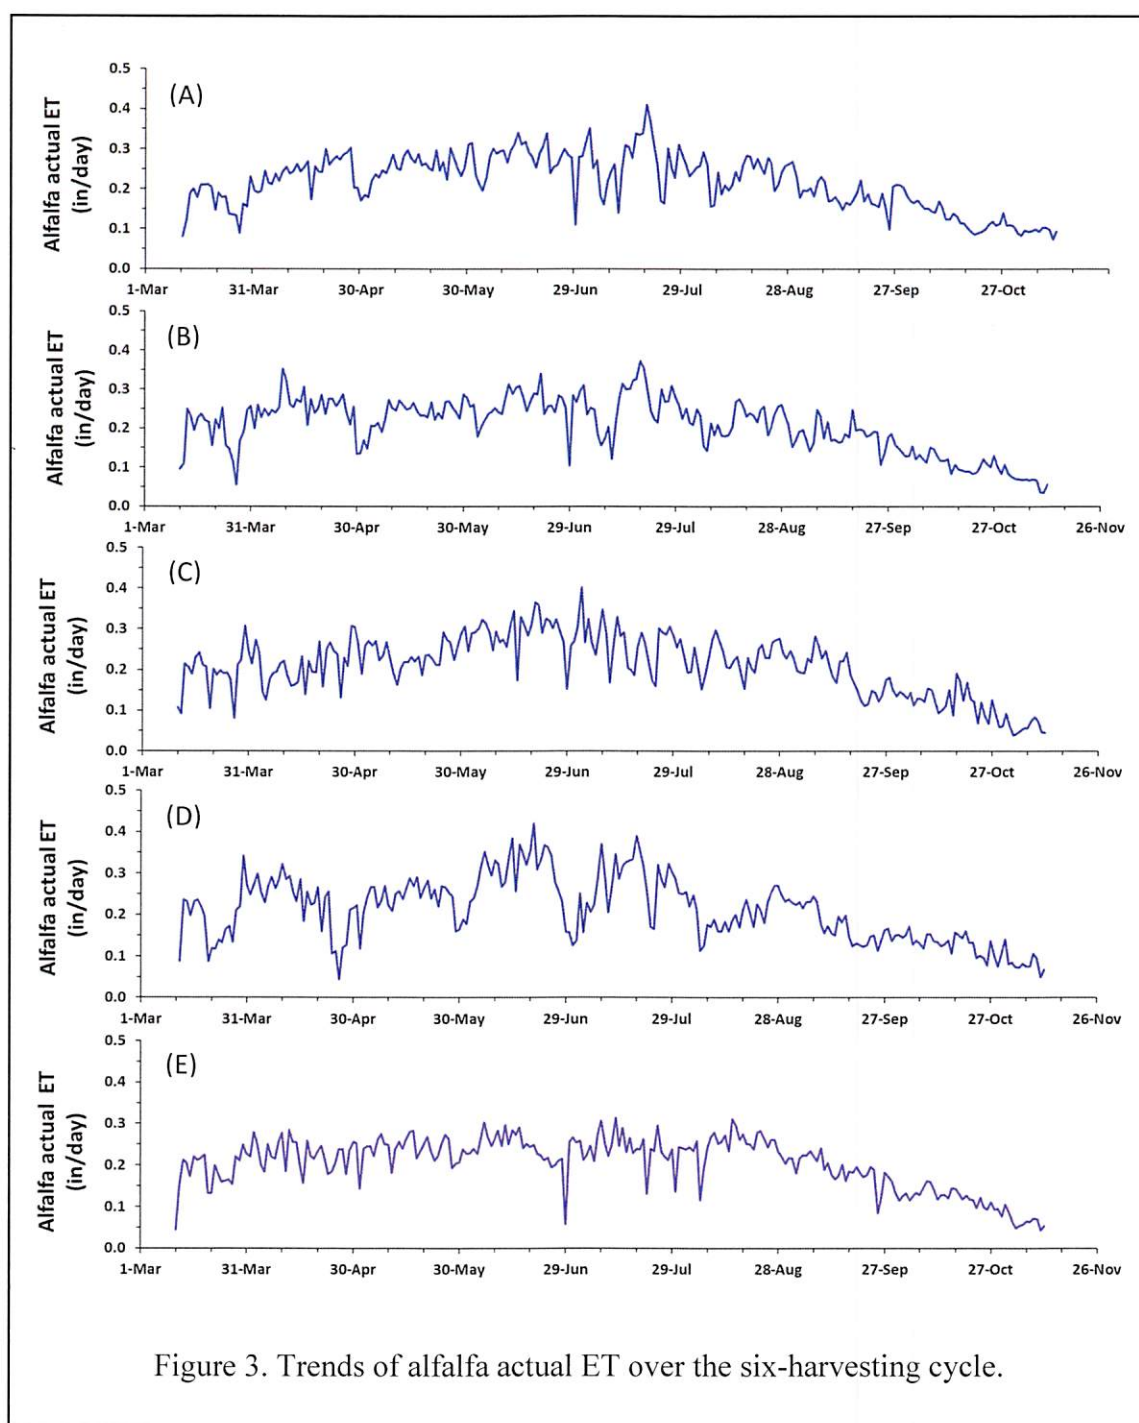 (A)
Alfalfa actual ET
(in/day)
0.5
0.4
0.3
0.2
0.1
0.0
1-Mar 31-Mar 30-Apr 30-May 29-Jun 29-Jul 28-Aug 27-Sep 27-Oct
(B)
Alfalfa actual ET
(in/day)
0.5
0.4
0.3
0.2
0.1
0.0
1-Mar 31-Mar 30-Apr 30-May 29-Jun 29-Jul 28-Aug 27-Sep 27-Oct 26-Nov
(C)
Alfalfa actual ET
(in/day)
0.5
0.4
0.3
0.2
0.1
0.0
1-Mar 31-Mar 30-Apr 30-May 29-Jun 29-Jul 28-Aug 27-Sep 27-Oct 26-Nov
(D)
Alfalfa actual ET
(in/day)
0.5
0.4
0.3
0.2
0.1
0.0
1-Mar 31-Mar 30-Apr 30-May 29-Jun 29-Jul 28-Aug 27-Sep 27-Oct 26-Nov
(E)
Alfalfa actual ET
(in/day)
0.5
0.4
0.3
0.2
0.1
0.0
1-Mar 31-Mar 30-Apr 30-May 29-Jun 29-Jul 28-Aug 27-Sep 27-Oct 26-Nov
Figure 3. Trends of alfalfa actual ET over the six-harvesting cycle.